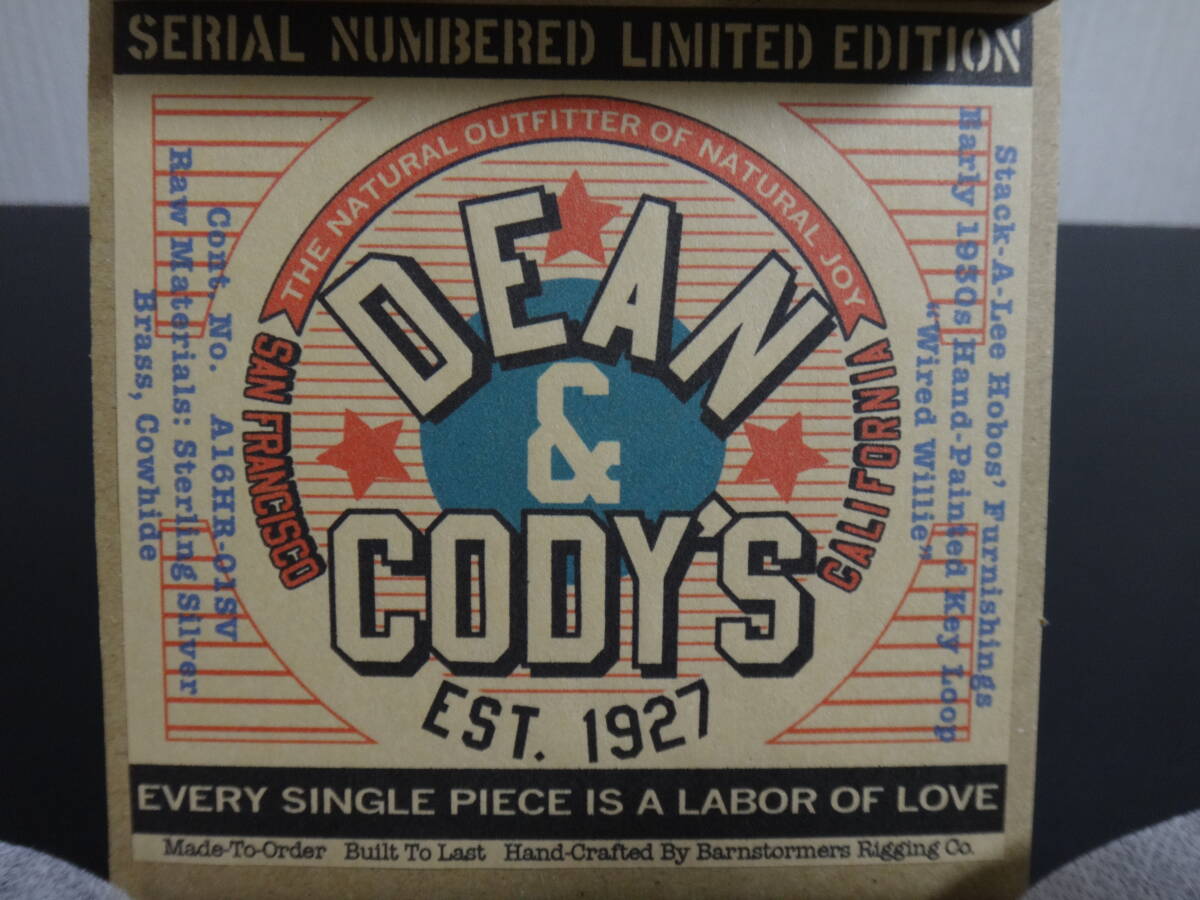 SERIAL NUMBERED LIMITED EDITION
THE NATURAL OUTFITTER OF NATURAL JOY
DEAN
&
CODY'S
SAN FRANCISCO
CALIFORNIA
EST. 1927
Stack-A-Lee Hobos' Furnishings
Early 1930s Hand-Painted Key Loop
"Wired Willie"
Cont. No. A16HR-01SV
Raw Materials: Sterling Silver
Brass, Cowhide
EVERY SINGLE PIECE IS A LABOR OF LOVE
Made-To-Order Built To Last Hand-Crafted By Barnstormers Rigging Co.